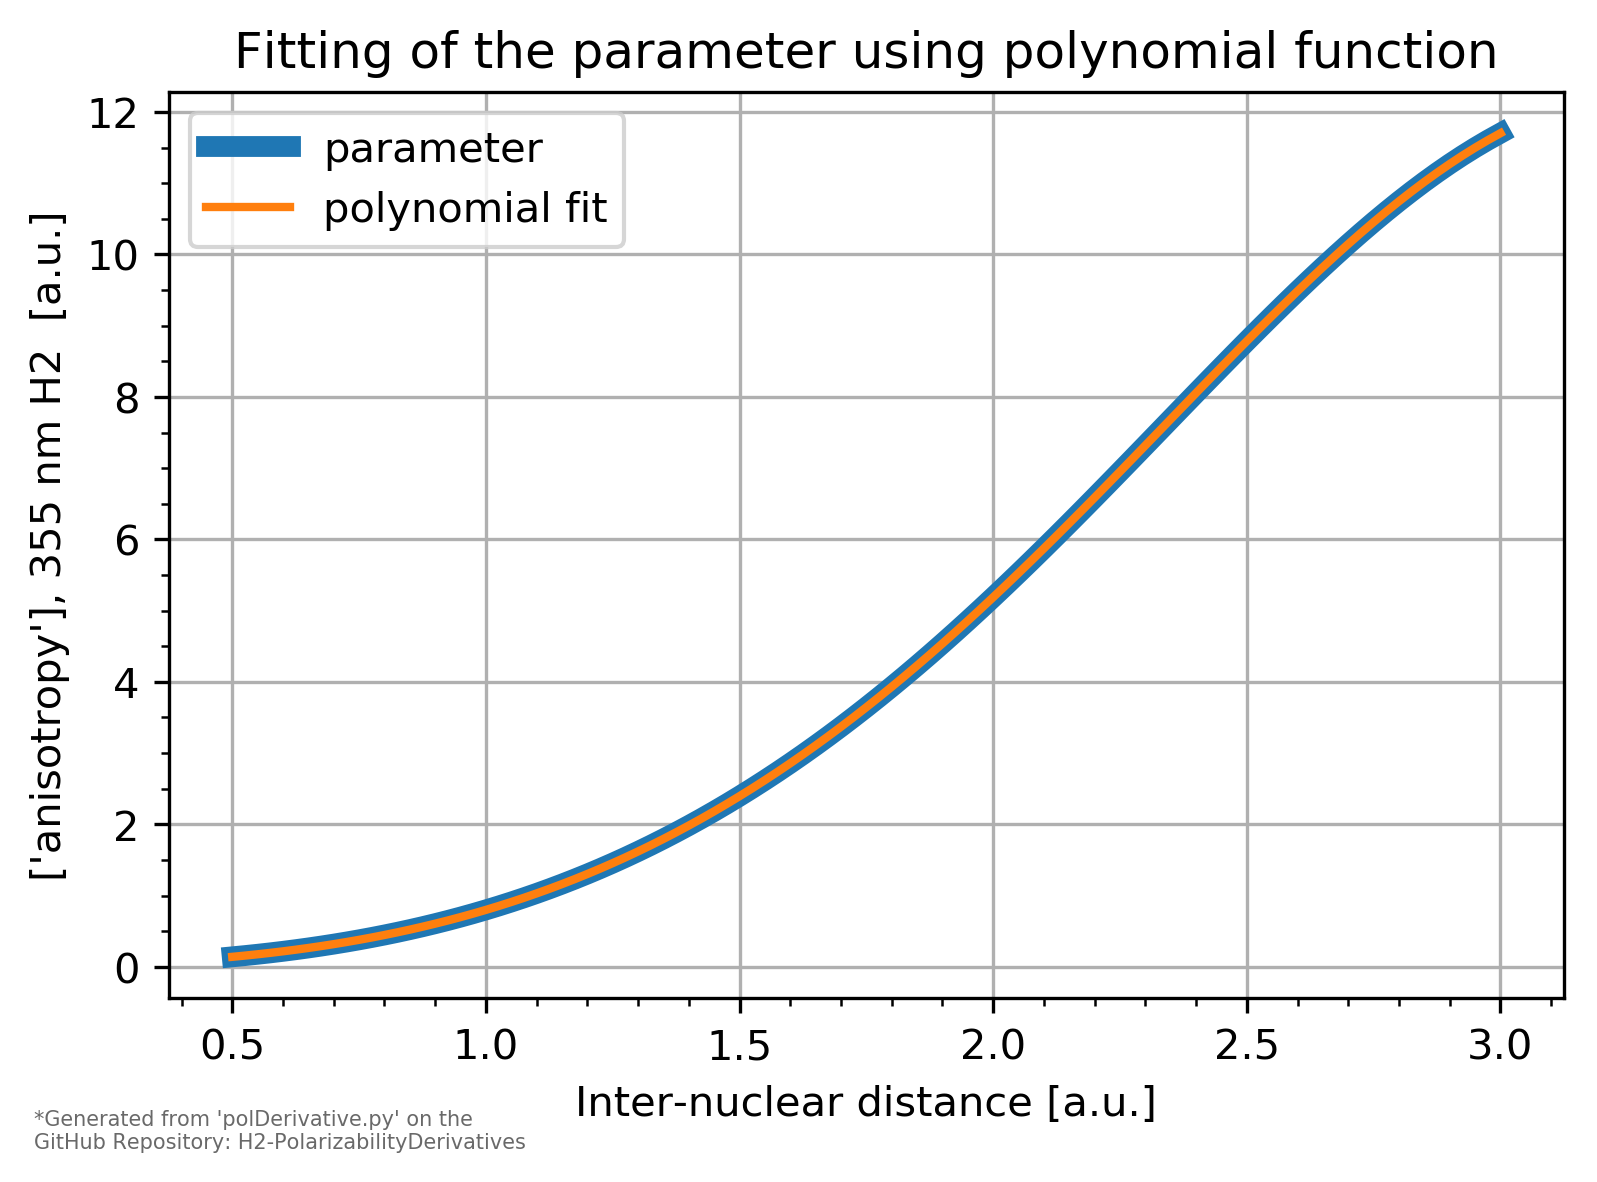 Fitting of the parameter using polynomial function
12
10
8
6
4
2
0
['anisotropy'], 355 nm H2  [a.u.]
parameter
polynomial fit
0.5 1.0 1.5 2.0 2.5 3.0
Inter-nuclear distance [a.u.]
*Generated from 'polDerivative.py' on the
GitHub Repository: H2-PolarizabilityDerivatives